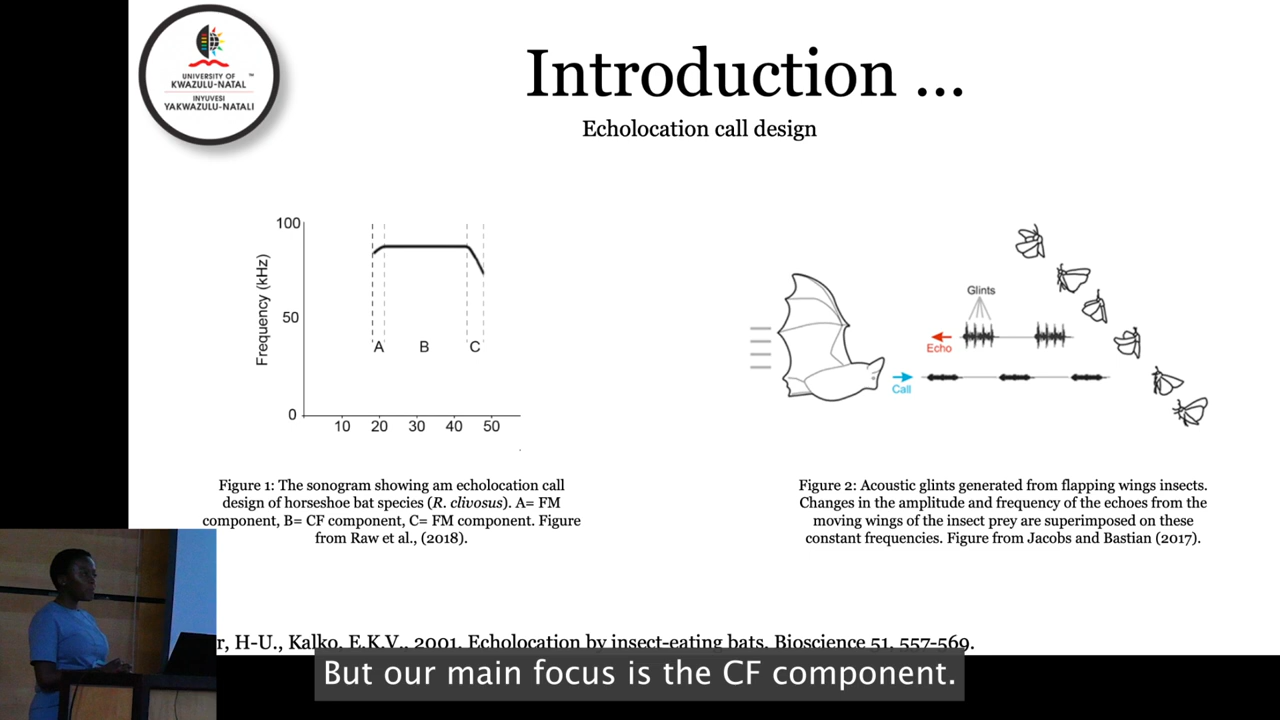 UNIVERSITY OF ™
KWAZULU-NATAL
INYUVESI
YAKWAZULU-NATALI
Introduction ...
Echolocation call design
Frequency (kHz)
100
50
0
A B C
10 20 30 40 50
Glints
Echo
Call
Figure 1: The sonogram showing am echolocation call
design of horseshoe bat species (R. clivosus). A= FM
component, B= CF component, C= FM component. Figure
from Raw et al., (2018).
Figure 2: Acoustic glints generated from flapping wings insects.
Changes in the amplitude and frequency of the echoes from the
moving wings of the insect prey are superimposed on these
constant frequencies. Figure from Jacobs and Bastian (2017).
r, H-U., Kalko, E.K.V., 2001. Echolocation by insect-eating bats. Bioscience 51, 557-569.
But our main focus is the CF component.